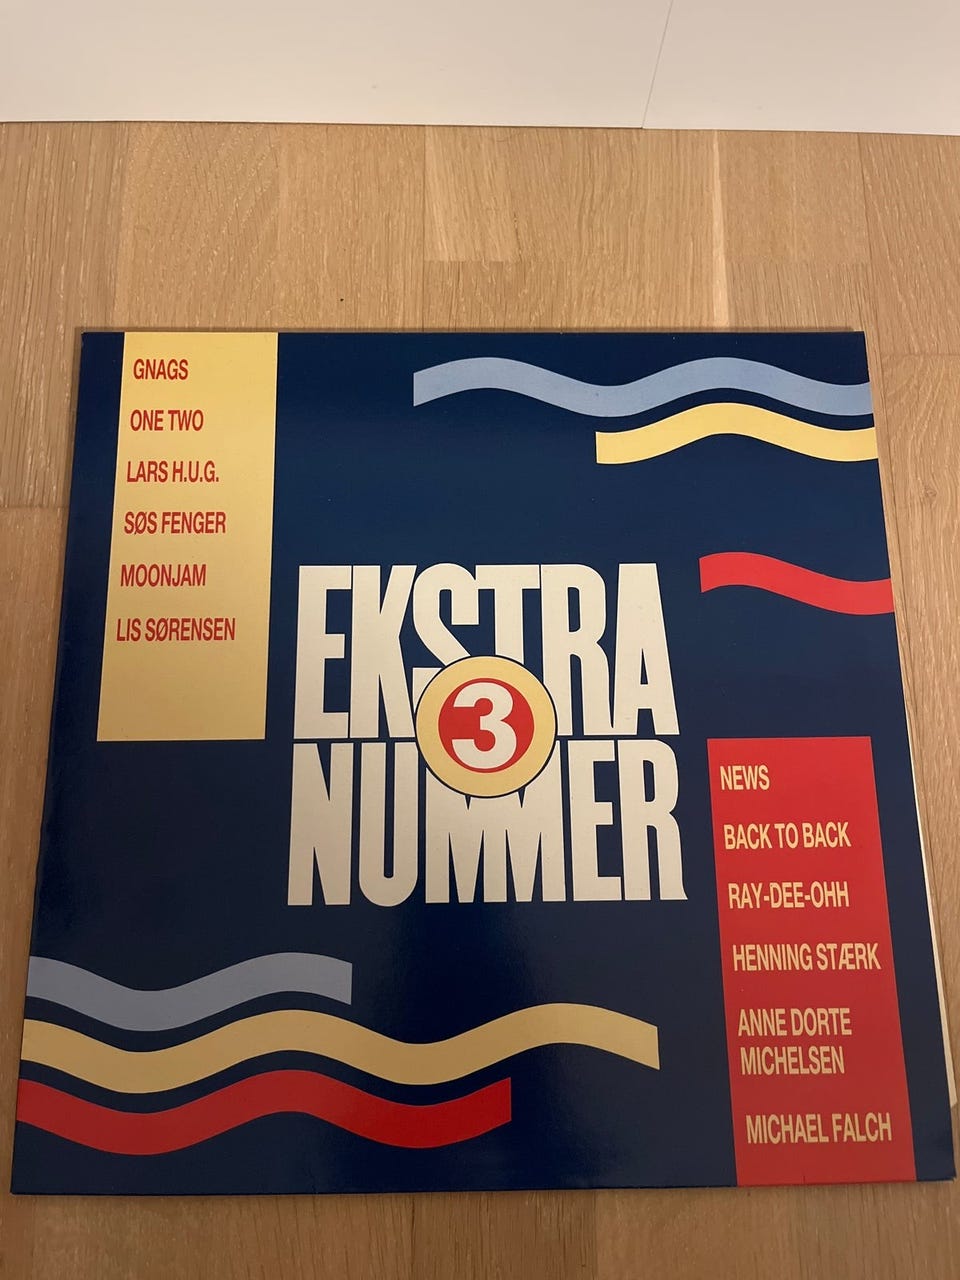 GNAGS
ONE TWO
LARS H.U.G.
SØS FENGER
MOONJAM
LIS SØRENSEN
EKSTRA
3
NUMMER
NEWS
BACK TO BACK
RAY-DEE-OHH
HENNING STÆRK
ANNE DORTE
MICHELSEN
MICHAEL FALCH